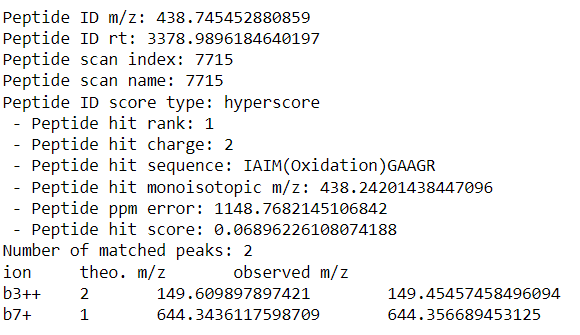 Peptide ID m/z: 438.745452880859
Peptide ID rt: 3378.9896184640197
Peptide scan index: 7715
Peptide scan name: 7715
Peptide ID score type: hyperscore
- Peptide hit rank: 1
- Peptide hit charge: 2
- Peptide hit sequence: IAIM(Oxidation)GAAGR
- Peptide hit monoisotopic m/z: 438.24201438447096
- Peptide ppm error: 1148.7682145106842
- Peptide hit score: 0.06896226108074188
Number of matched peaks: 2
ion theo. m/z observed m/z
b3++ 2 149.609897897421 149.45457458496094
b7+ 1 644.3436117598709 644.356689453125